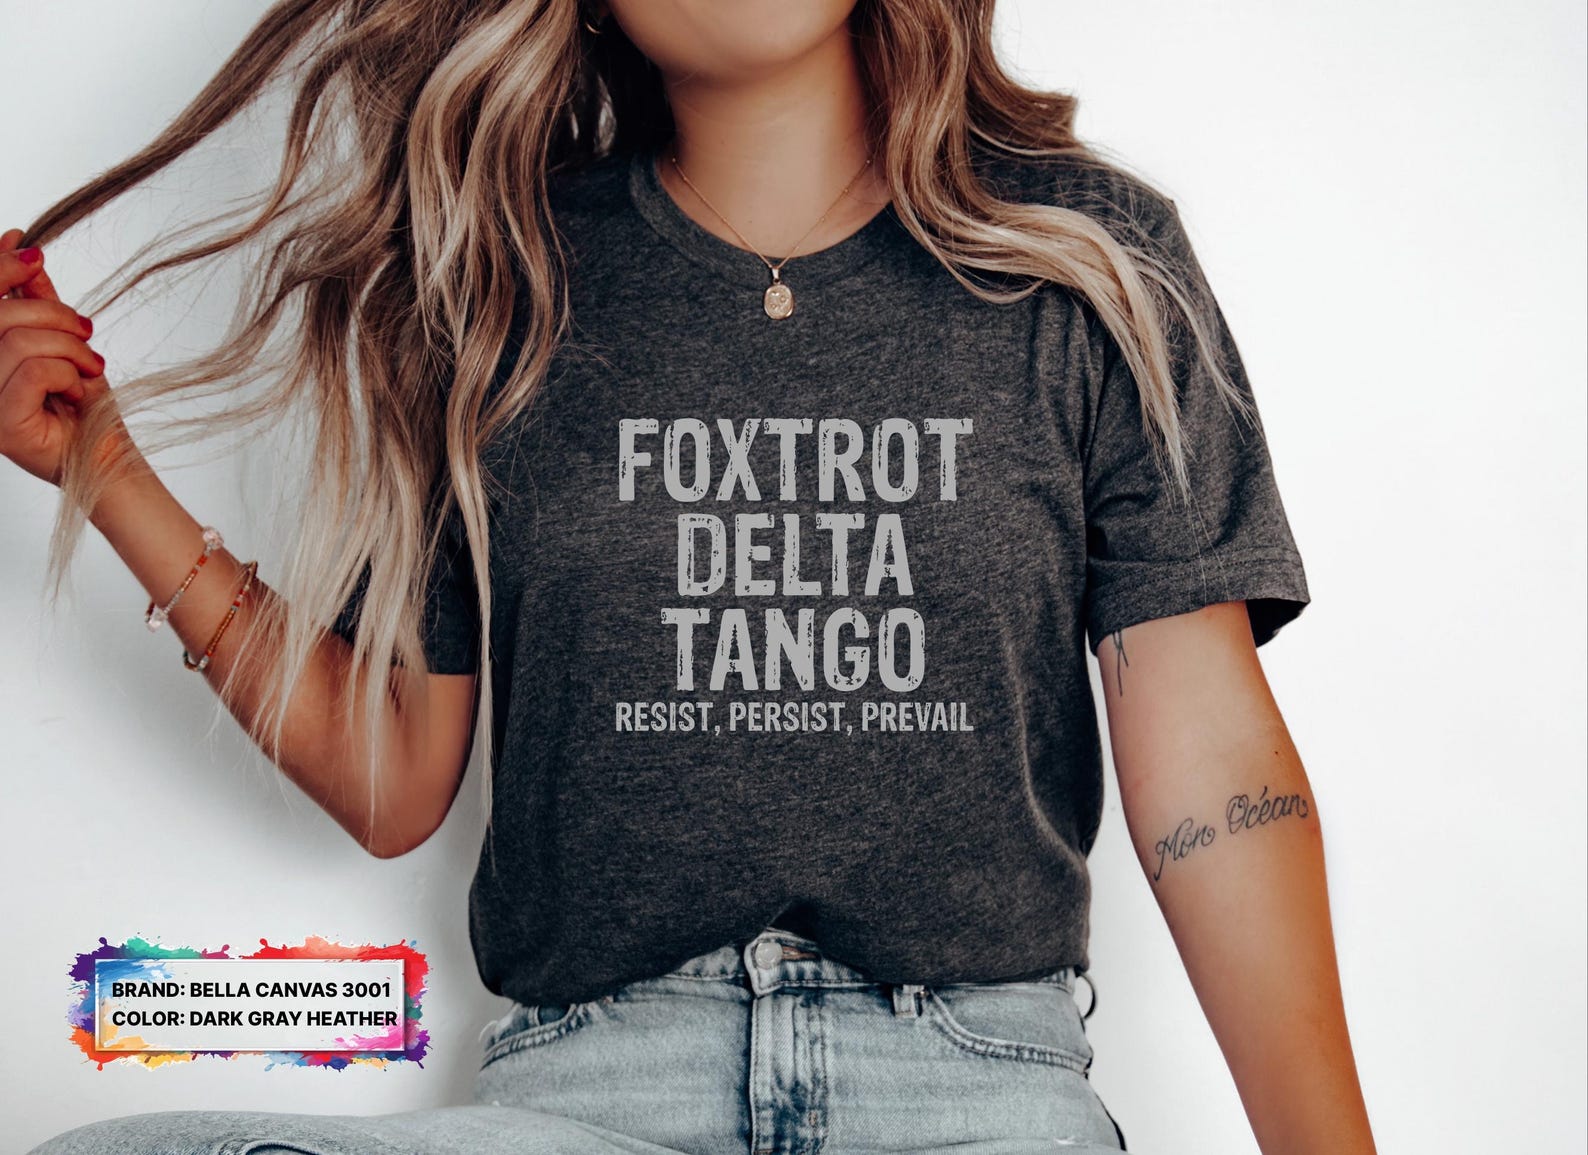 FOXTROT
DELTA
TANGO
RESIST, PERSIST, PREVAIL
Mon Océan
BRAND: BELLA CANVAS 3001
COLOR: DARK GRAY HEATHER